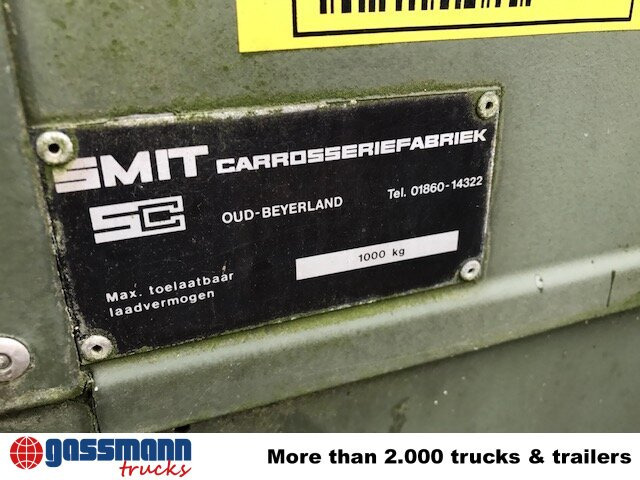 SMIT CARROSSERIEFABRIEK
SC OUD-BEYERLAND Tel. 01860-14322
Max. toelaatbaar
laadvermogen
1000 kg
gassmann
trucks
More than 2.000 trucks & trailers